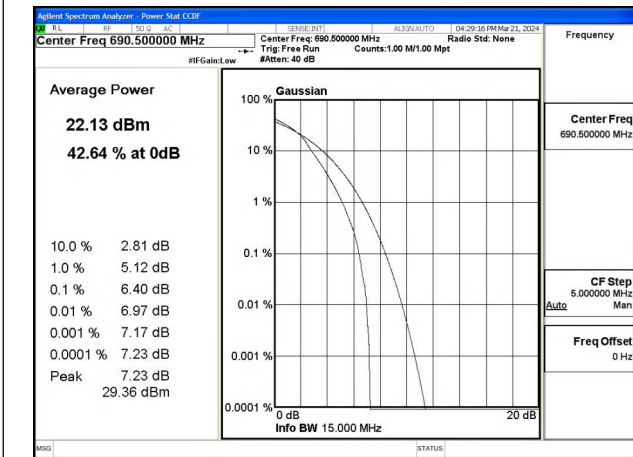 Agilent Spectrum Analyzer - Power Stat CCDF
RL RF 50 Ω AC SENSE:INT ALIGN AUTO 04:29:16 PM Mar 21, 2024
Center Freq 690.500000 MHz
Center Freq: 690.500000 MHz Radio Std: None
Trig: Free Run Counts:1.00 M/1.00 Mpt
#IFGain:Low #Atten: 40 dB
Frequency
Average Power
22.13 dBm
42.64 % at 0dB
10.0 % 2.81 dB
1.0 % 5.12 dB
0.1 % 6.40 dB
0.01 % 6.97 dB
0.001 % 7.17 dB
0.0001 % 7.23 dB
Peak 7.23 dB
29.36 dBm
Gaussian
100 %
10 %
1 %
0.1 %
0.01 %
0.001 %
0.0001 %
0 dB 20 dB
Info BW 15.000 MHz
Center Freq
690.500000 MHz
CF Step
5.000000 MHz
Auto Man
Freq Offset
0 Hz
MSG STATUS